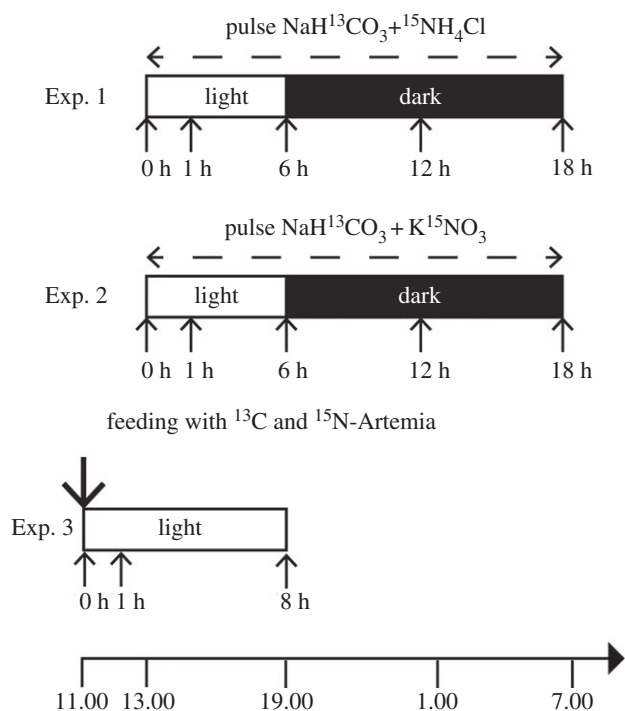 pulse NaH¹³CO₃+¹⁵NH₄Cl
Exp. 1 light dark
0 h 1 h 6 h 12 h 18 h
pulse NaH¹³CO₃ + K¹⁵NO₃
Exp. 2 light dark
0 h 1 h 6 h 12 h 18 h
feeding with ¹³C and ¹⁵N-Artemia
Exp. 3 light
0 h 1 h 8 h
11.00 13.00 19.00 1.00 7.00